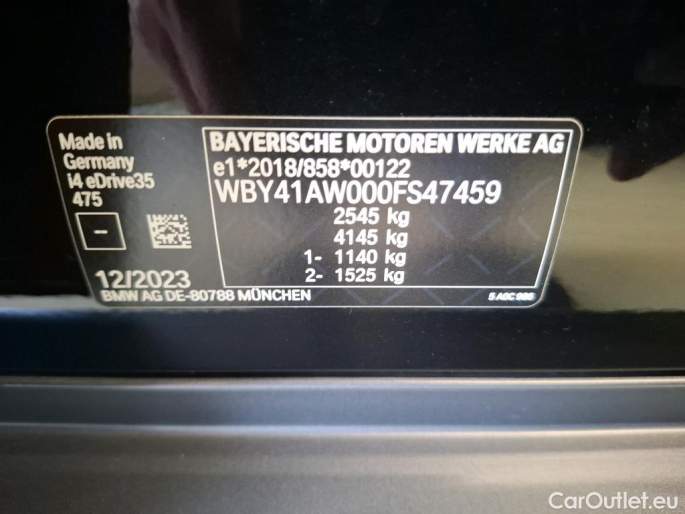 Made in
Germany
i4 eDrive35
475
12/2023
BAYERISCHE MOTOREN WERKE AG
e1*2018/858*00122
WBY41AW000FS47459
2545 kg
4145 kg
1- 1140 kg
2- 1525 kg
BMW AG DE-80788 MÜNCHEN
CarOutlet.eu